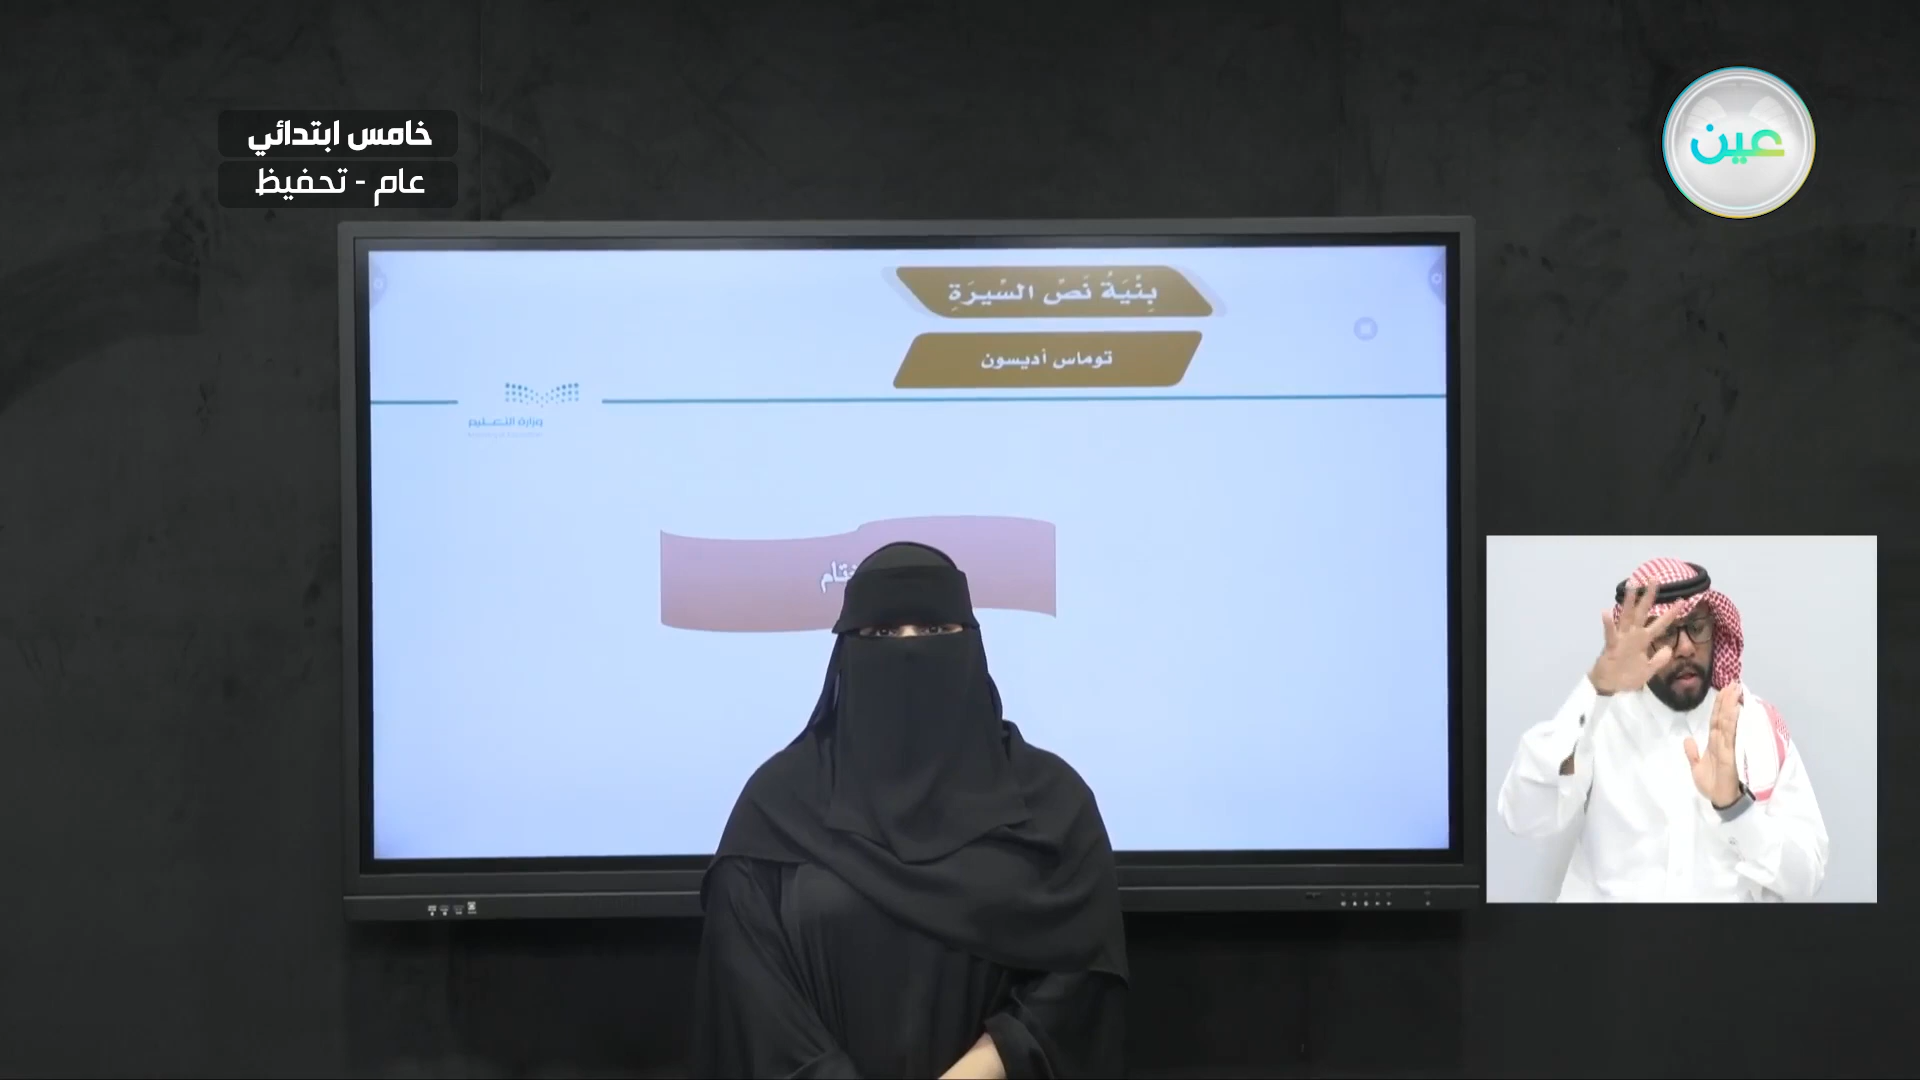 خامس ابتدائي
عام - تحفيظ
عين
بِنْيَةُ نَصِّ السِّيرَةِ
توماس أديسون
وزارة التعليم